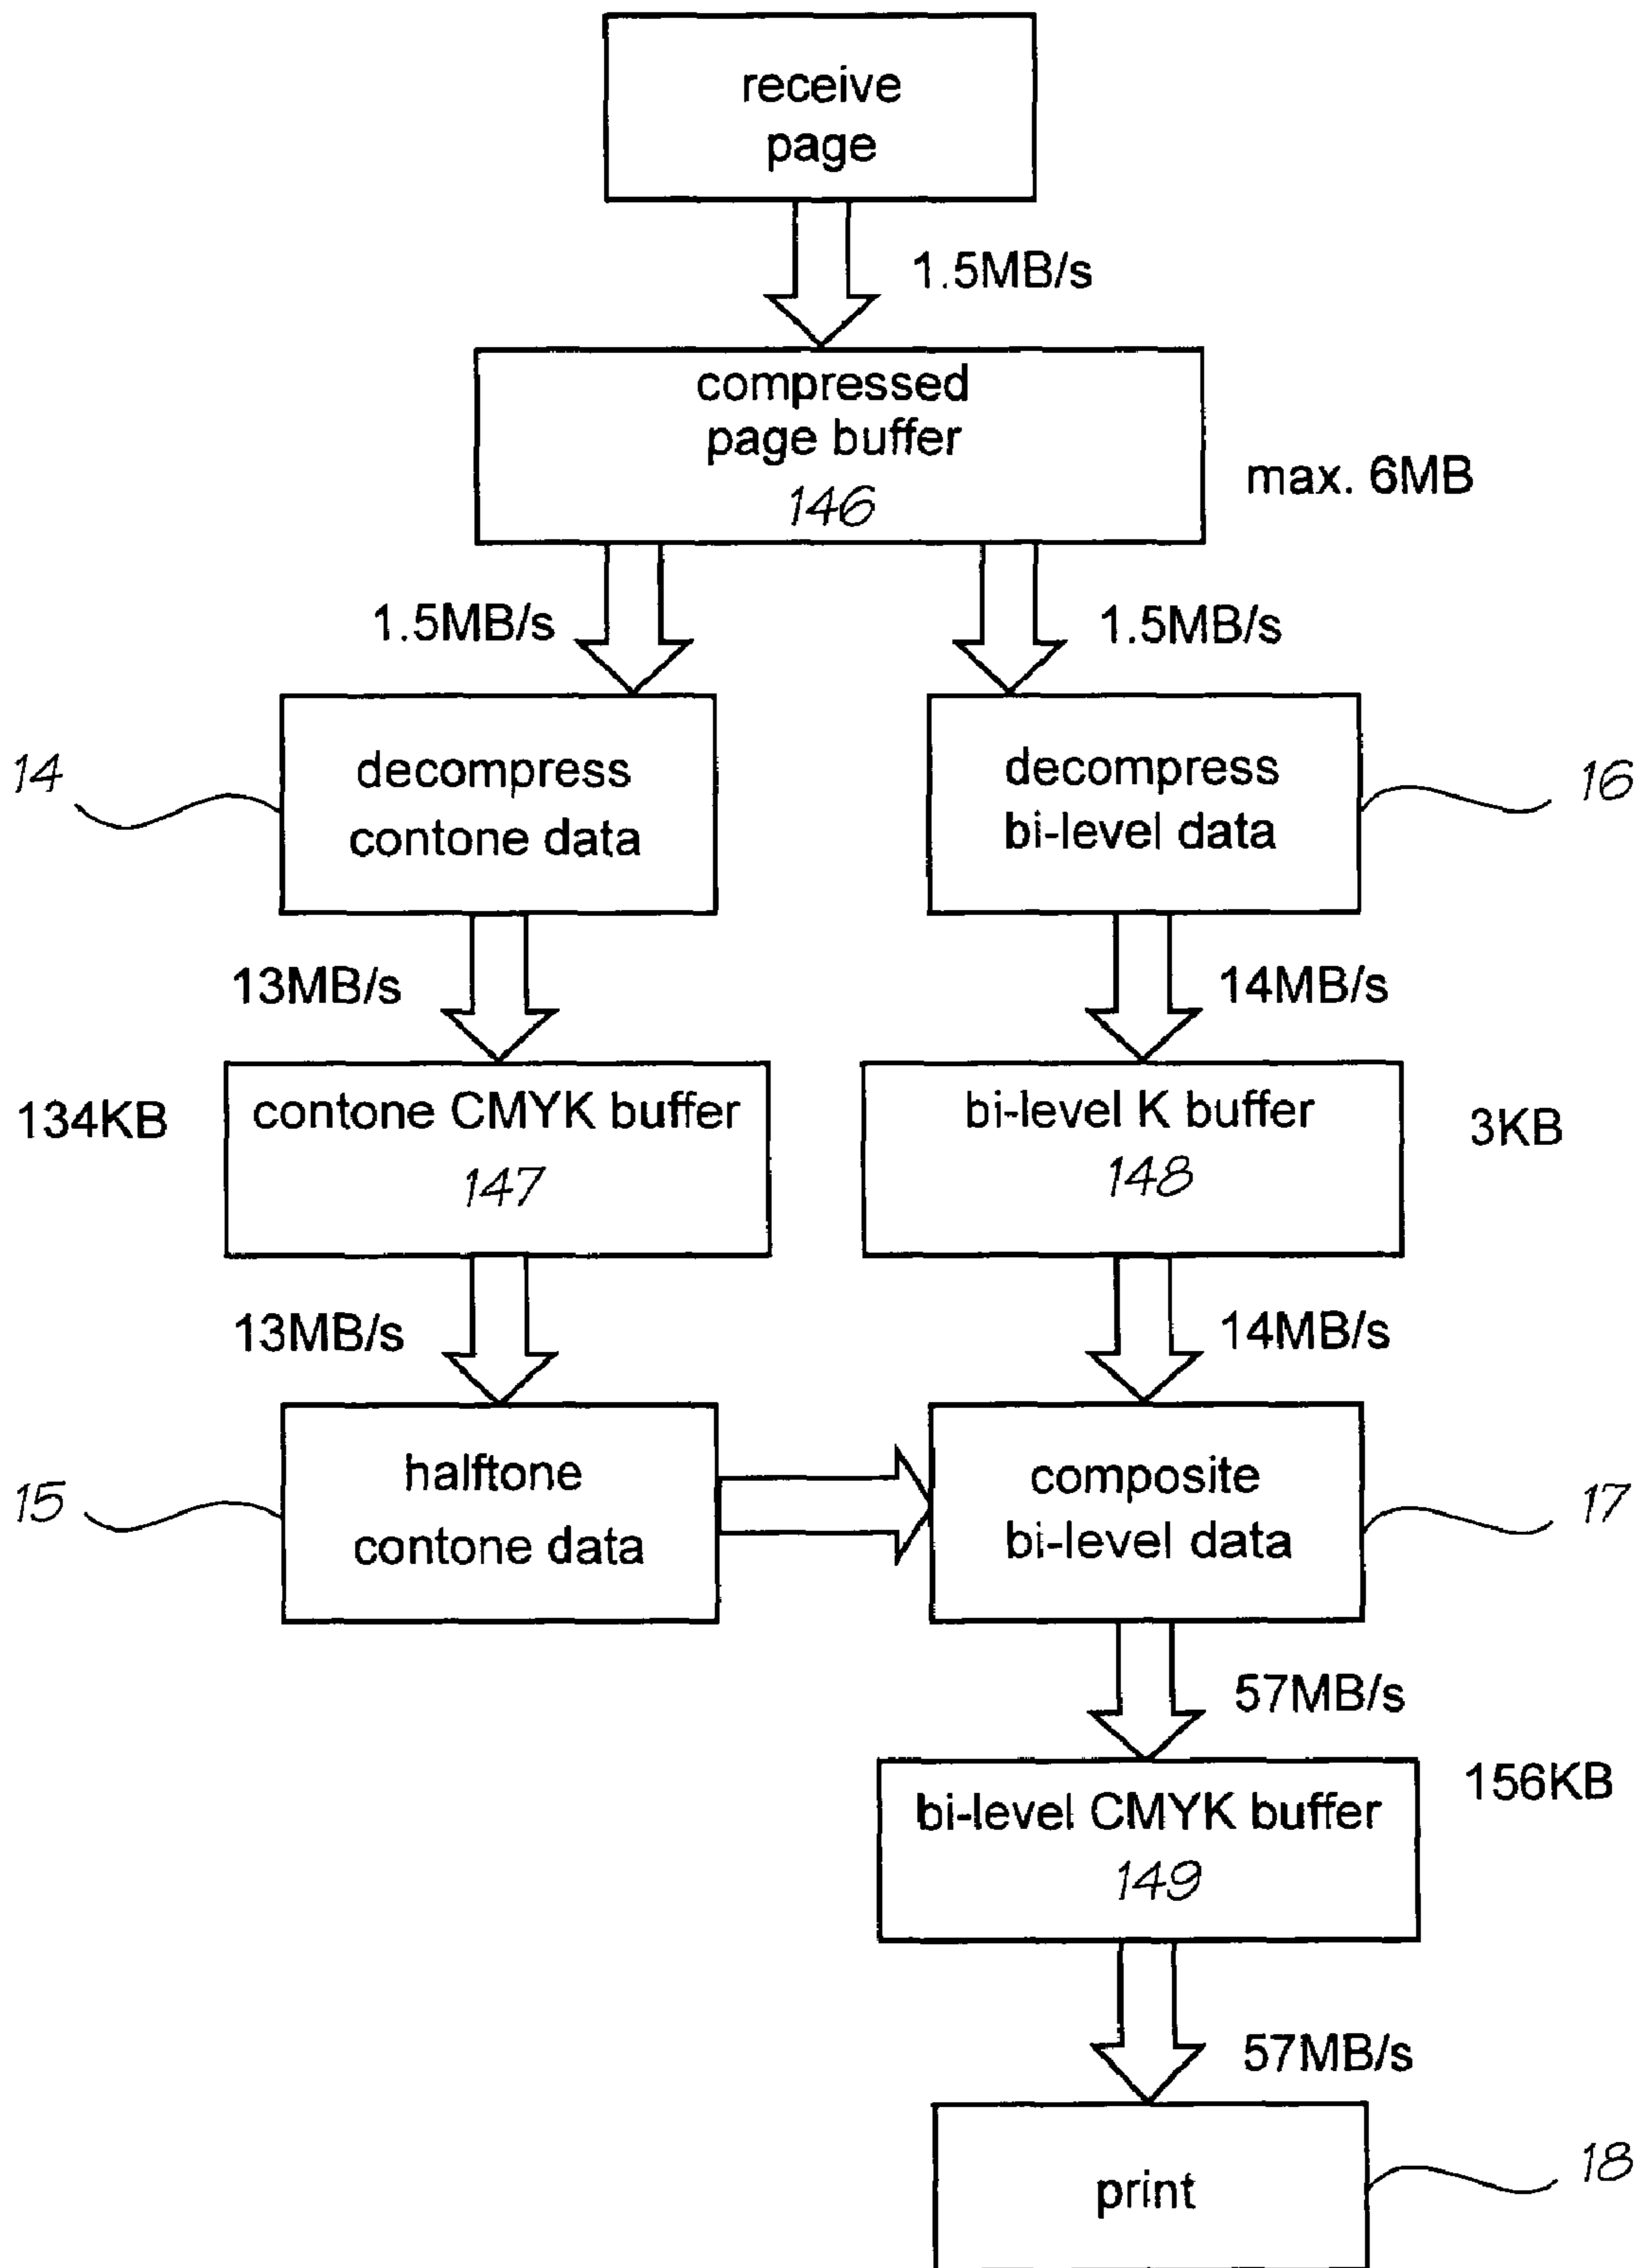 receive
page
1.5MB/s
compressed
page buffer
146
max. 6MB
1.5MB/s
1.5MB/s
14
decompress
contone data
decompress
bi-level data
16
13MB/s
14MB/s
134KB
contone CMYK buffer
147
bi-level K buffer
148
3KB
13MB/s
14MB/s
15
halftone
contone data
composite
bi-level data
17
57MB/s
156KB
bi-level CMYK buffer
149
57MB/s
print
18